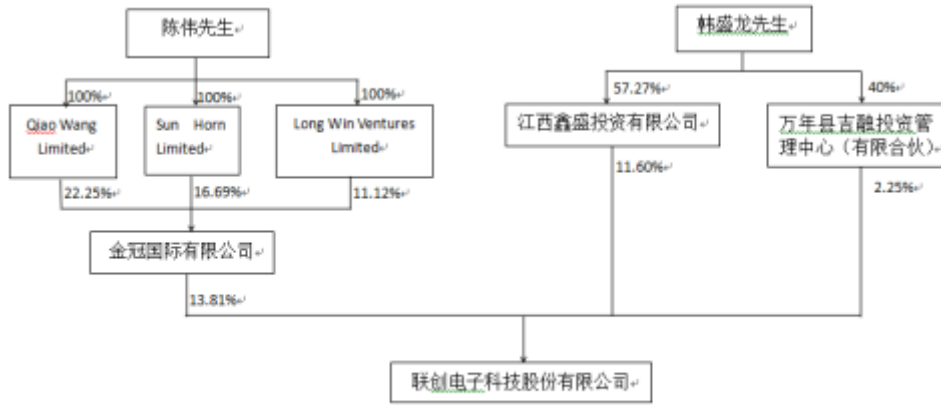 陈伟先生
韩盛龙先生
100%
100%
100%
57.27%
40%
Qiao Wang
Limited
Sun Horn
Limited
Long Win Ventures
Limited
江西鑫盛投资有限公司
万年县吉融投资管
理中心（有限合伙）
22.25%
16.69%
11.12%
11.60%
2.25%
金冠国际有限公司
13.81%
联创电子科技股份有限公司